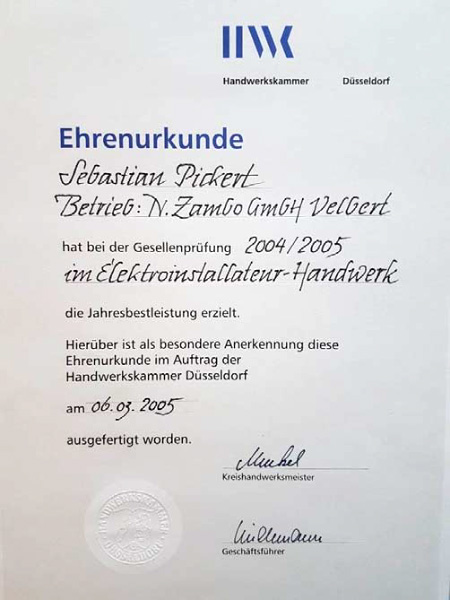 HWK
Handwerkskammer Düsseldorf
Ehrenurkunde
Sebastian Pickert
Betrieb: N. Zambo GmbH Velbert
hat bei der Gesellenprüfung 2004/2005
im Elektroinstallateur-Handwerk
die Jahresbestleistung erzielt.
Hierüber ist als besondere Anerkennung diese
Ehrenurkunde im Auftrag der
Handwerkskammer Düsseldorf
am 06.03.2005
ausgefertigt worden.
Kreishandwerksmeister
HANDWERKSKAMMER
DÜSSELDORF
Geschäftsführer